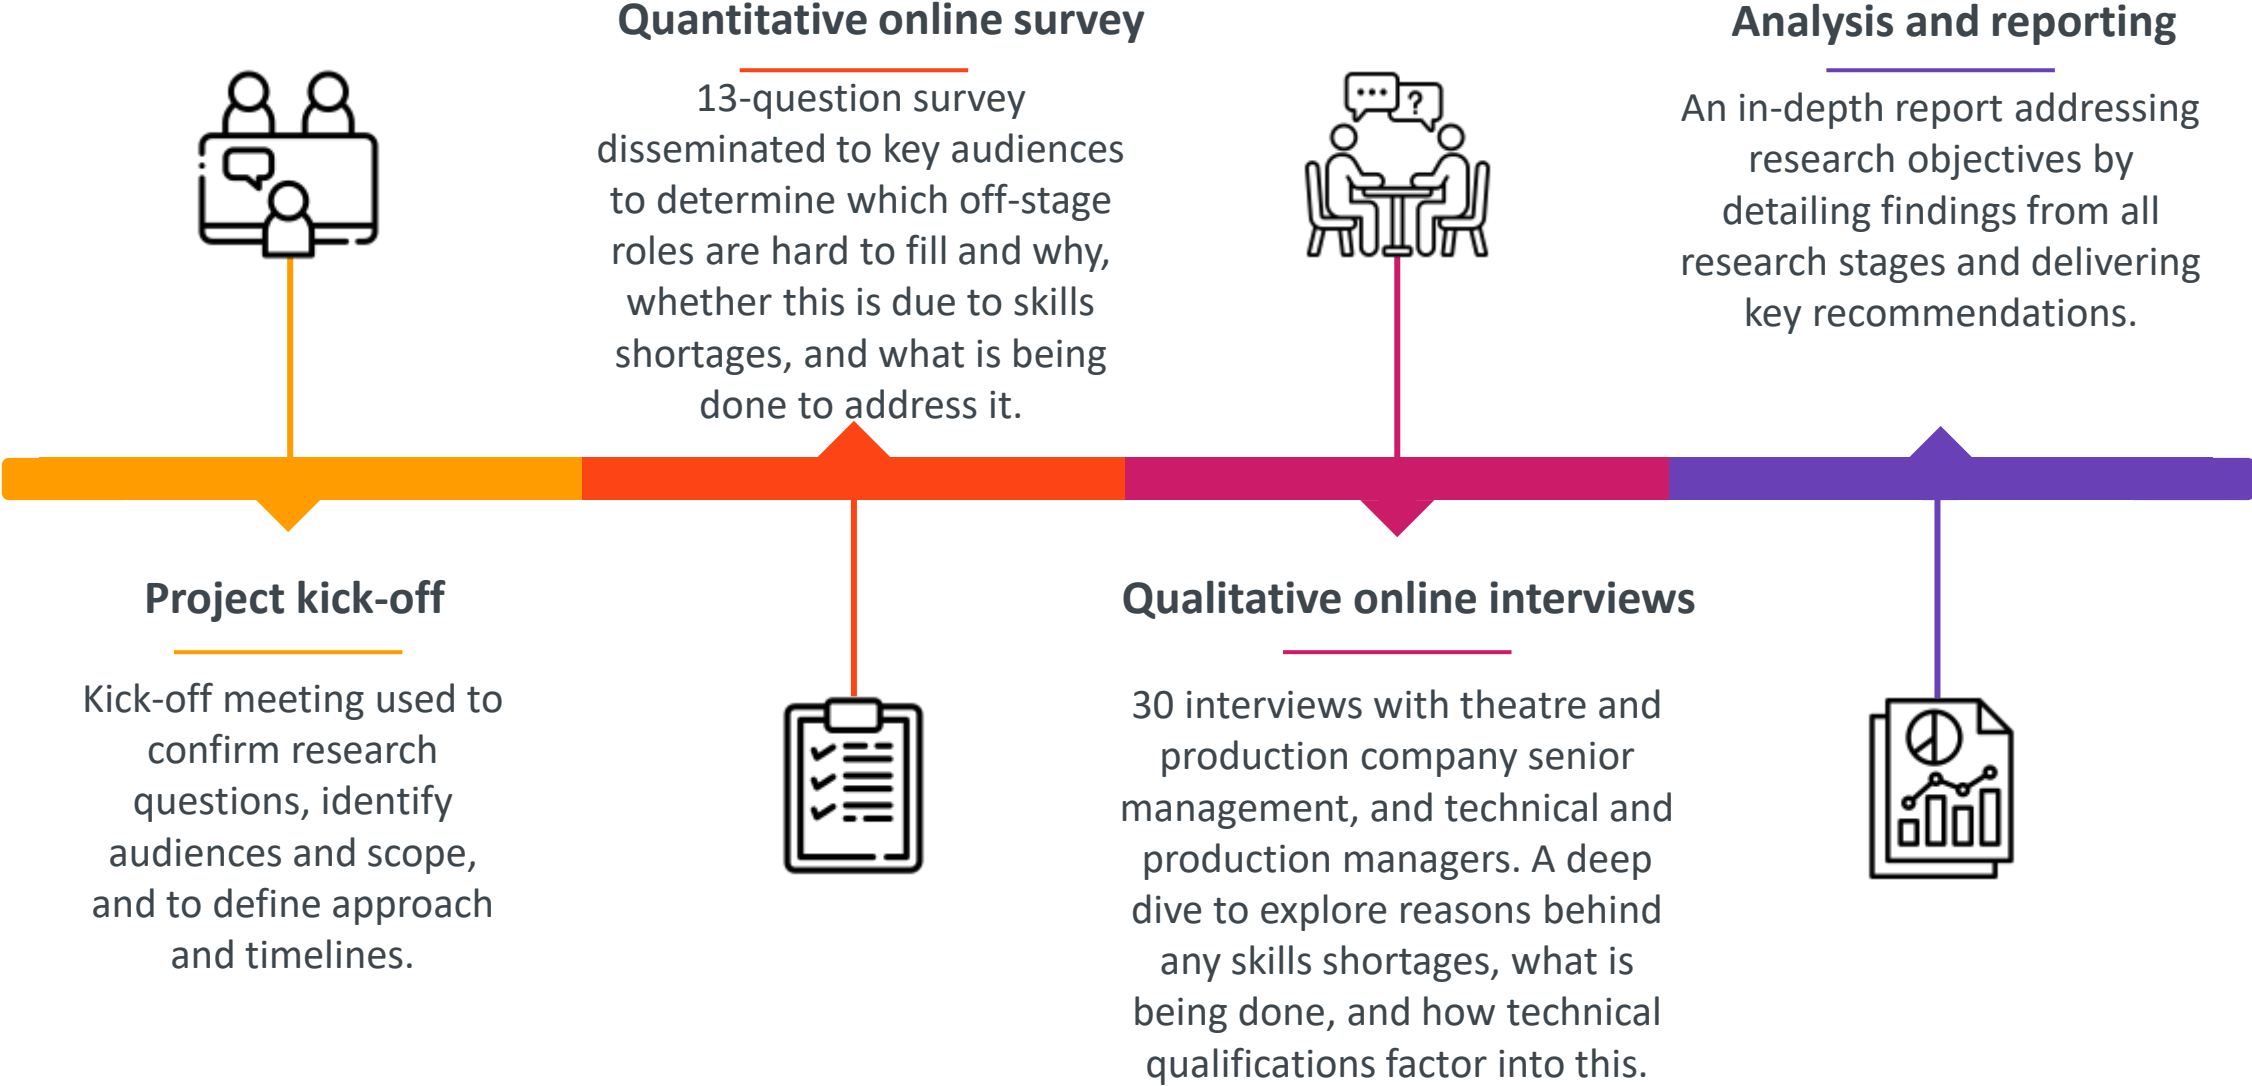 Project kick-off
Kick-off meeting used to
confirm research
questions, identify
audiences and scope,
and to define approach
and timelines.
Quantitative online survey
13-question survey
disseminated to key audiences
to determine which off-stage
roles are hard to fill and why,
whether this is due to skills
shortages, and what is being
done to address it.
Qualitative online interviews
30 interviews with theatre and
production company senior
management, and technical and
production managers. A deep
dive to explore reasons behind
any skills shortages, what is
being done, and how technical
qualifications factor into this.
Analysis and reporting
An in-depth report addressing
research objectives by
detailing findings from all
research stages and delivering
key recommendations.